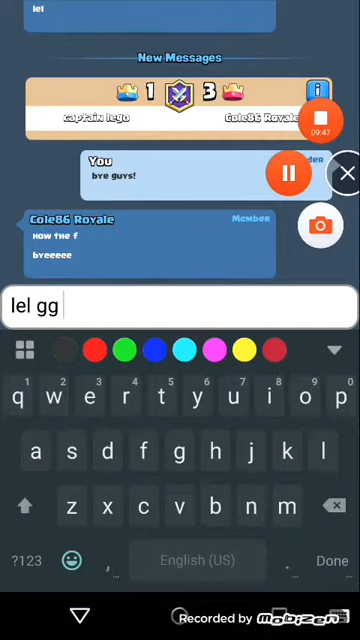 lel
New Messages
1 3
captain lego Cole86 Royale
09:47
You
bye guys!
Cole86 Royale Member
How the f
byeeeee
lel gg
1 2 3 4 5 6 7 8 9 0
q w e r t y u i o p
a s d f g h j k l
z x c v b n m
?123 , English (US) . Done
Recorded by mobizen